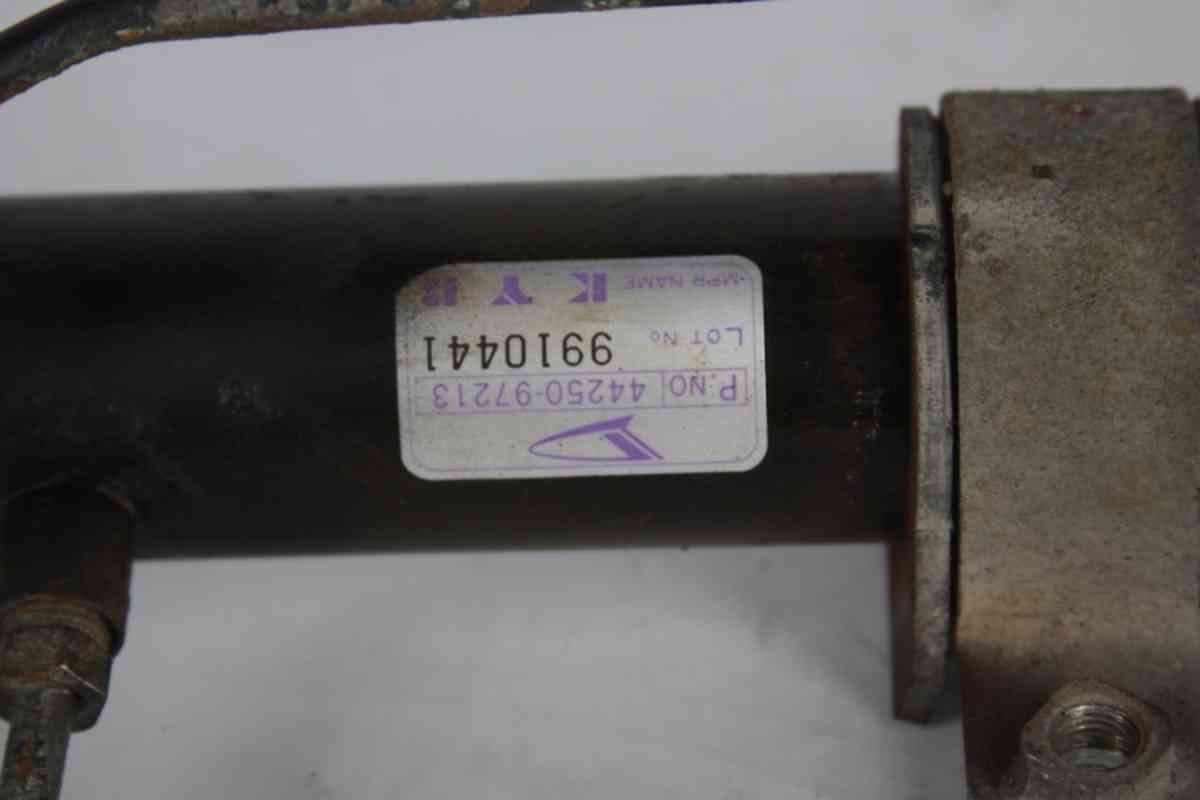 P.NO 44250-97213
LOT No 9910441
MFR NAME KYB